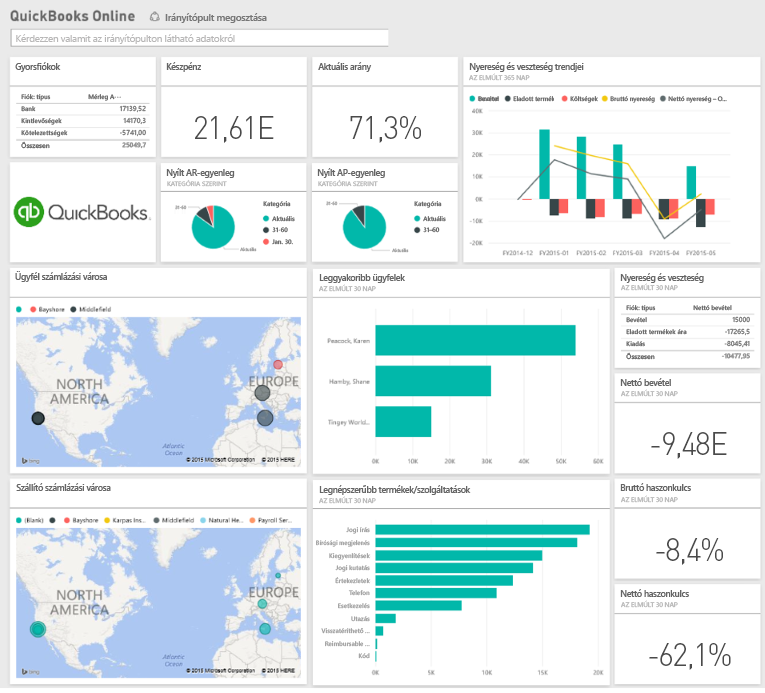 QuickBooks Online Irányítópult megosztása
Kérdezzen valamit az irányítópulton látható adatokról
Gyorsfiókok
Fiók: típus Mérleg A...
Bank 17139,52
Kintlevőségek 14170,3
Kötelezettségek -5741,00
Összesen 25049,7
Készpénz
21,61E
Aktuális arány
71,3%
Nyereség és veszteség trendjei
AZ ELMÚLT 365 NAP
Bevétel Eladott termék Költségek Bruttó nyereség Nettó nyereség – O...
40K
30K
20K
10K
0K
-10K
-20K
FY2014-12 FY2015-01 FY2015-02 FY2015-03 FY2015-04 FY2015-05
qb QuickBooks.
Nyílt AR-egyenleg
KATEGÓRIA SZERINT
31-60
Aktuális
Kategória
Aktuális
31-60
Jan. 30.
Nyílt AP-egyenleg
KATEGÓRIA SZERINT
31-60
Aktuális
Kategória
Aktuális
31-60
Ügyfél számlázási városa
Bayshore Middlefield
NORTH
AMERICA
EUROPE
Atlantic
Ocean
bing
© 2015 Microsoft Corporation © 2015 HERE
Leggyakoribb ügyfelek
AZ ELMÚLT 30 NAP
Peacock, Karen
Hamby, Shane
Tingey World...
0K 10K 20K 30K 40K 50K 60K
Nyereség és veszteség
AZ ELMÚLT 30 NAP
Fiók: típus Nettó bevétel
Bevétel 15000
Eladott termékek ára -17265,5
Kiadás -8045,41
Összesen -10477,95
Nettó bevétel
AZ ELMÚLT 30 NAP
-9,48E
Szállító számlázási városa
(Blank) Bayshore Karpas Ins... Middlefield Natural He... Payroll Ser...
NORTH
AMERICA
EUROPE
Atlantic
Ocean
bing
© 2015 Microsoft Corporation © 2015 HERE
Legnépszerűbb termékek/szolgáltatások
AZ ELMÚLT 30 NAP
Jogi írás
Bírósági megjelenés
Kiegyenlítések
Jogi kutatás
Értekezletek
Telefon
Esetkezelés
Utazás
Visszatéríthető ...
Reimbursable ...
Kód
0K 5K 10K 15K 20K
Bruttó haszonkulcs
AZ ELMÚLT 30 NAP
-8,4%
Nettó haszonkulcs
AZ ELMÚLT 30 NAP
-62,1%